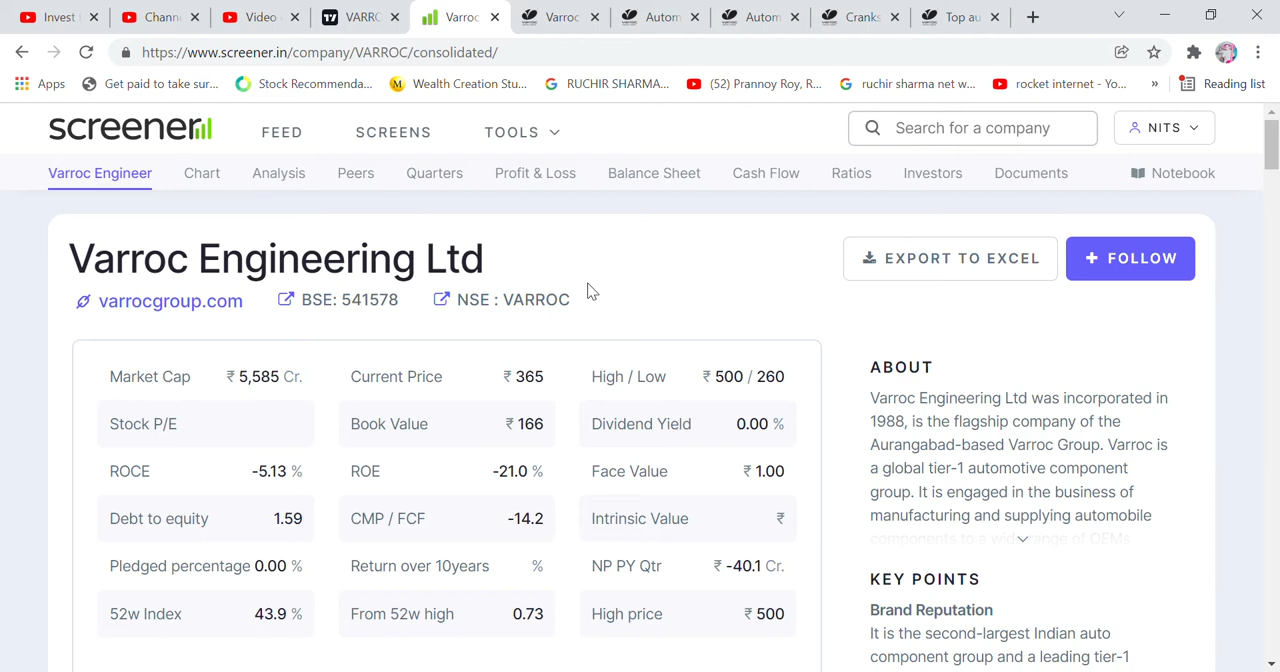 Invest
Chann
Video
VARRC
Varroc
Varroc
Autom
Autom
Cranks
Top au
https://www.screener.in/company/VARROC/consolidated/
Apps
Get paid to take sur...
Stock Recommenda...
Wealth Creation Stu...
RUCHIR SHARMA...
(52) Prannoy Roy, R...
ruchir sharma net w...
rocket internet - Yo...
»
Reading list
screener
FEED
SCREENS
TOOLS
Search for a company
NITS
Varroc Engineer
Chart
Analysis
Peers
Quarters
Profit & Loss
Balance Sheet
Cash Flow
Ratios
Investors
Documents
Notebook
Varroc Engineering Ltd
EXPORT TO EXCEL
+ FOLLOW
varrocgroup.com
BSE: 541578
NSE : VARROC
Market Cap ₹ 5,585 Cr.
Current Price ₹ 365
High / Low ₹ 500 / 260
Stock P/E
Book Value ₹ 166
Dividend Yield 0.00 %
ROCE -5.13 %
ROE -21.0 %
Face Value ₹ 1.00
Debt to equity 1.59
CMP / FCF -14.2
Intrinsic Value ₹
Pledged percentage 0.00 %
Return over 10years %
NP PY Qtr ₹ -40.1 Cr.
52w Index 43.9 %
From 52w high 0.73
High price ₹ 500
ABOUT
Varroc Engineering Ltd was incorporated in
1988, is the flagship company of the
Aurangabad-based Varroc Group. Varroc is
a global tier-1 automotive component
group. It is engaged in the business of
manufacturing and supplying automobile
components to a wide range of OEMs
KEY POINTS
Brand Reputation
It is the second-largest Indian auto
component group and a leading tier-1